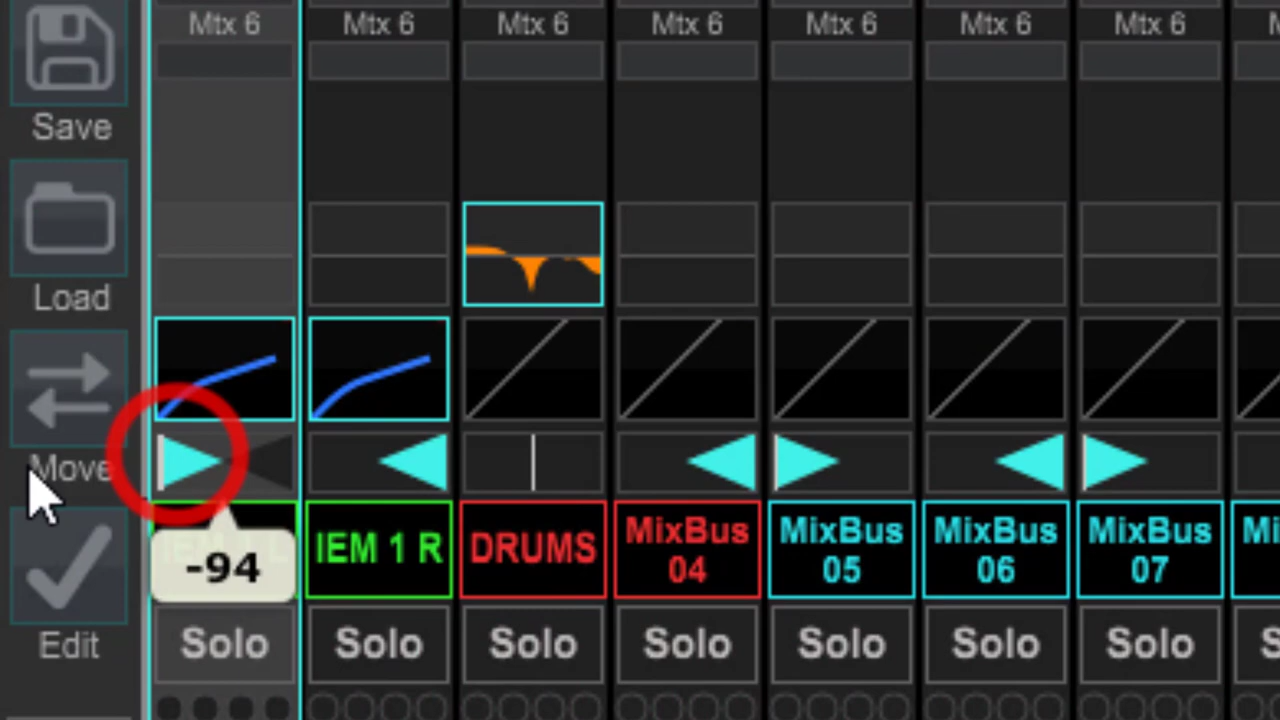 Mtx 6 Mtx 6 Mtx 6 Mtx 6 Mtx 6 Mtx 6 Mtx 6
Save
Load
Move
IEM 1 R DRUMS MixBus 04 MixBus 05 MixBus 06 MixBus 07
-94
Edit
Solo Solo Solo Solo Solo Solo Solo